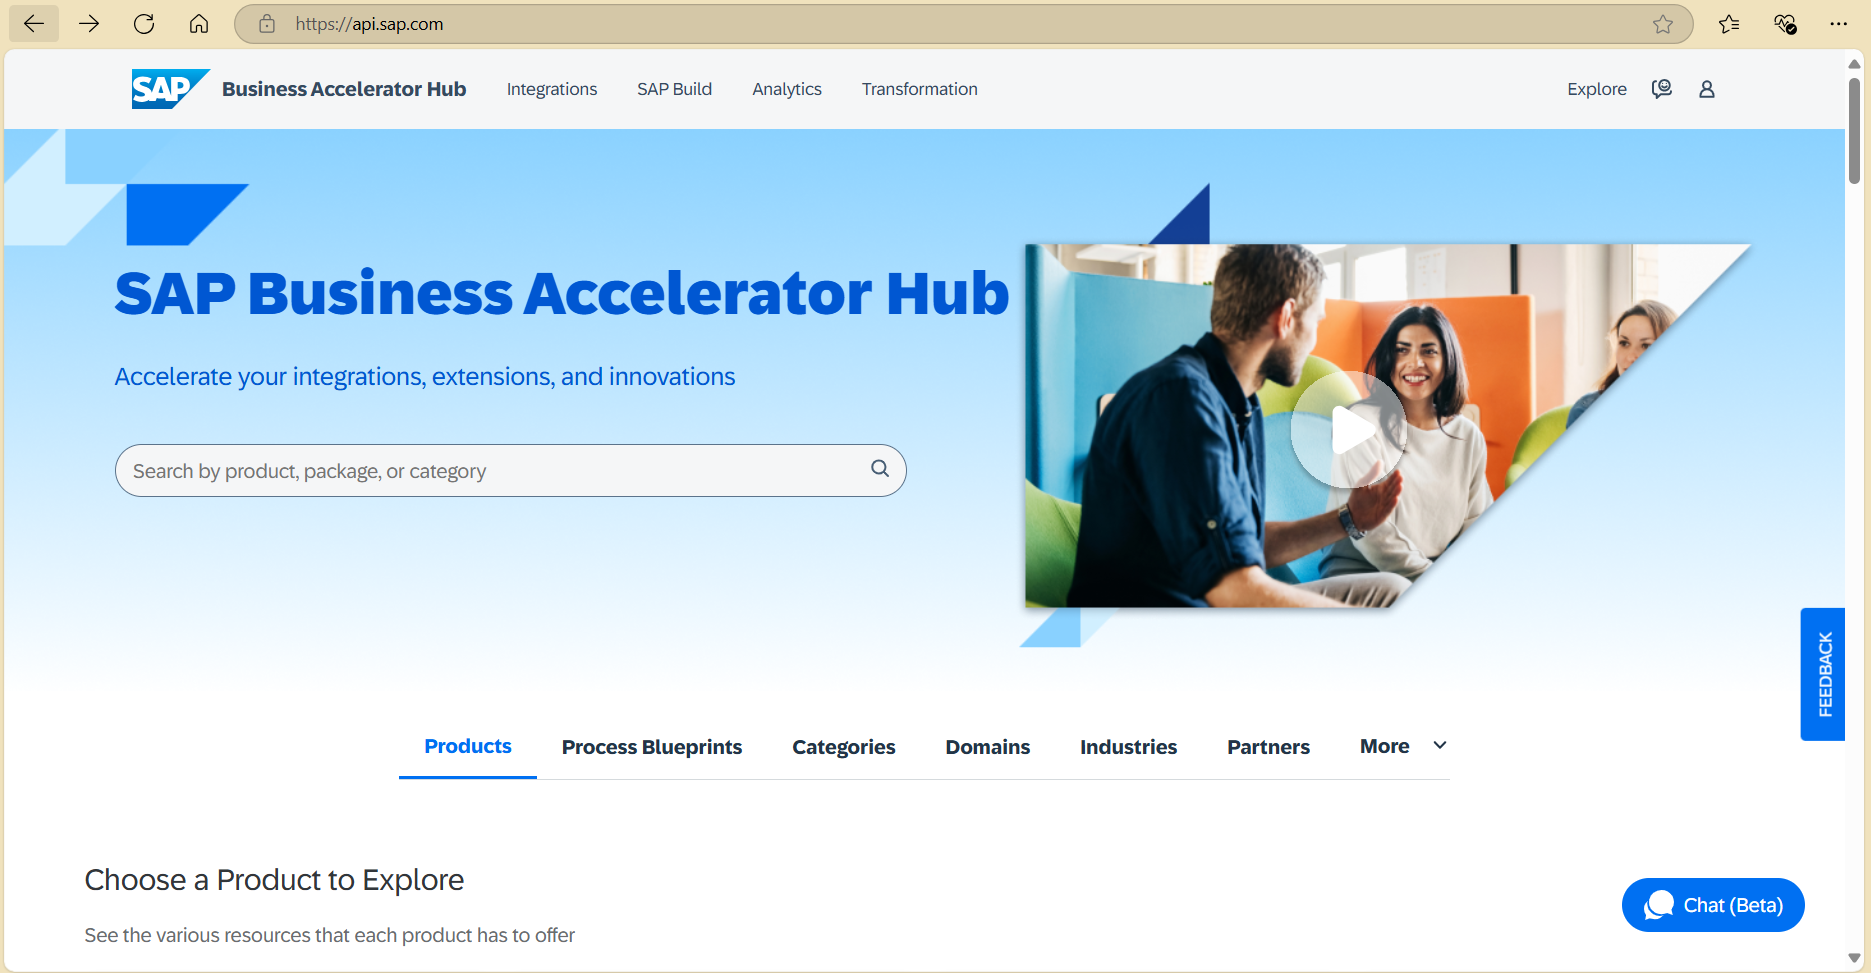 https://api.sap.com
SAP Business Accelerator Hub Integrations SAP Build Analytics Transformation Explore
SAP Business Accelerator Hub
Accelerate your integrations, extensions, and innovations
Search by product, package, or category
FEEDBACK
Products Process Blueprints Categories Domains Industries Partners More
Choose a Product to Explore
See the various resources that each product has to offer
Chat (Beta)